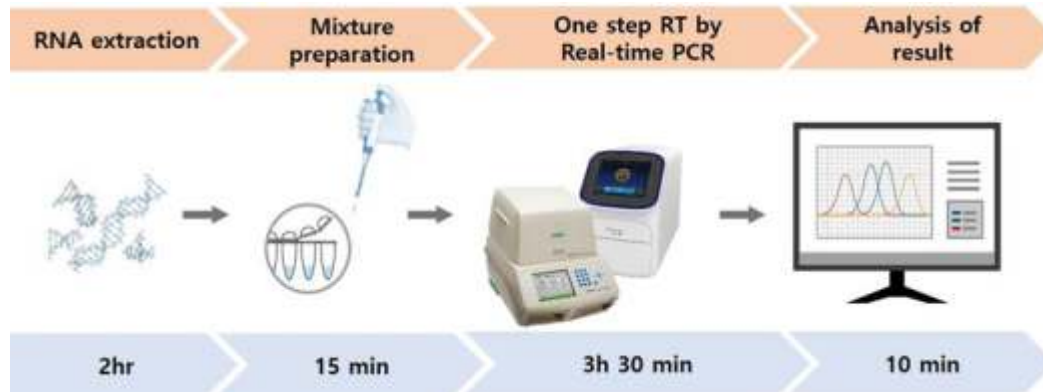 RNA extraction
Mixture
preparation
One step RT by
Real-time PCR
Analysis of
result
2hr
15 min
3h 30 min
10 min